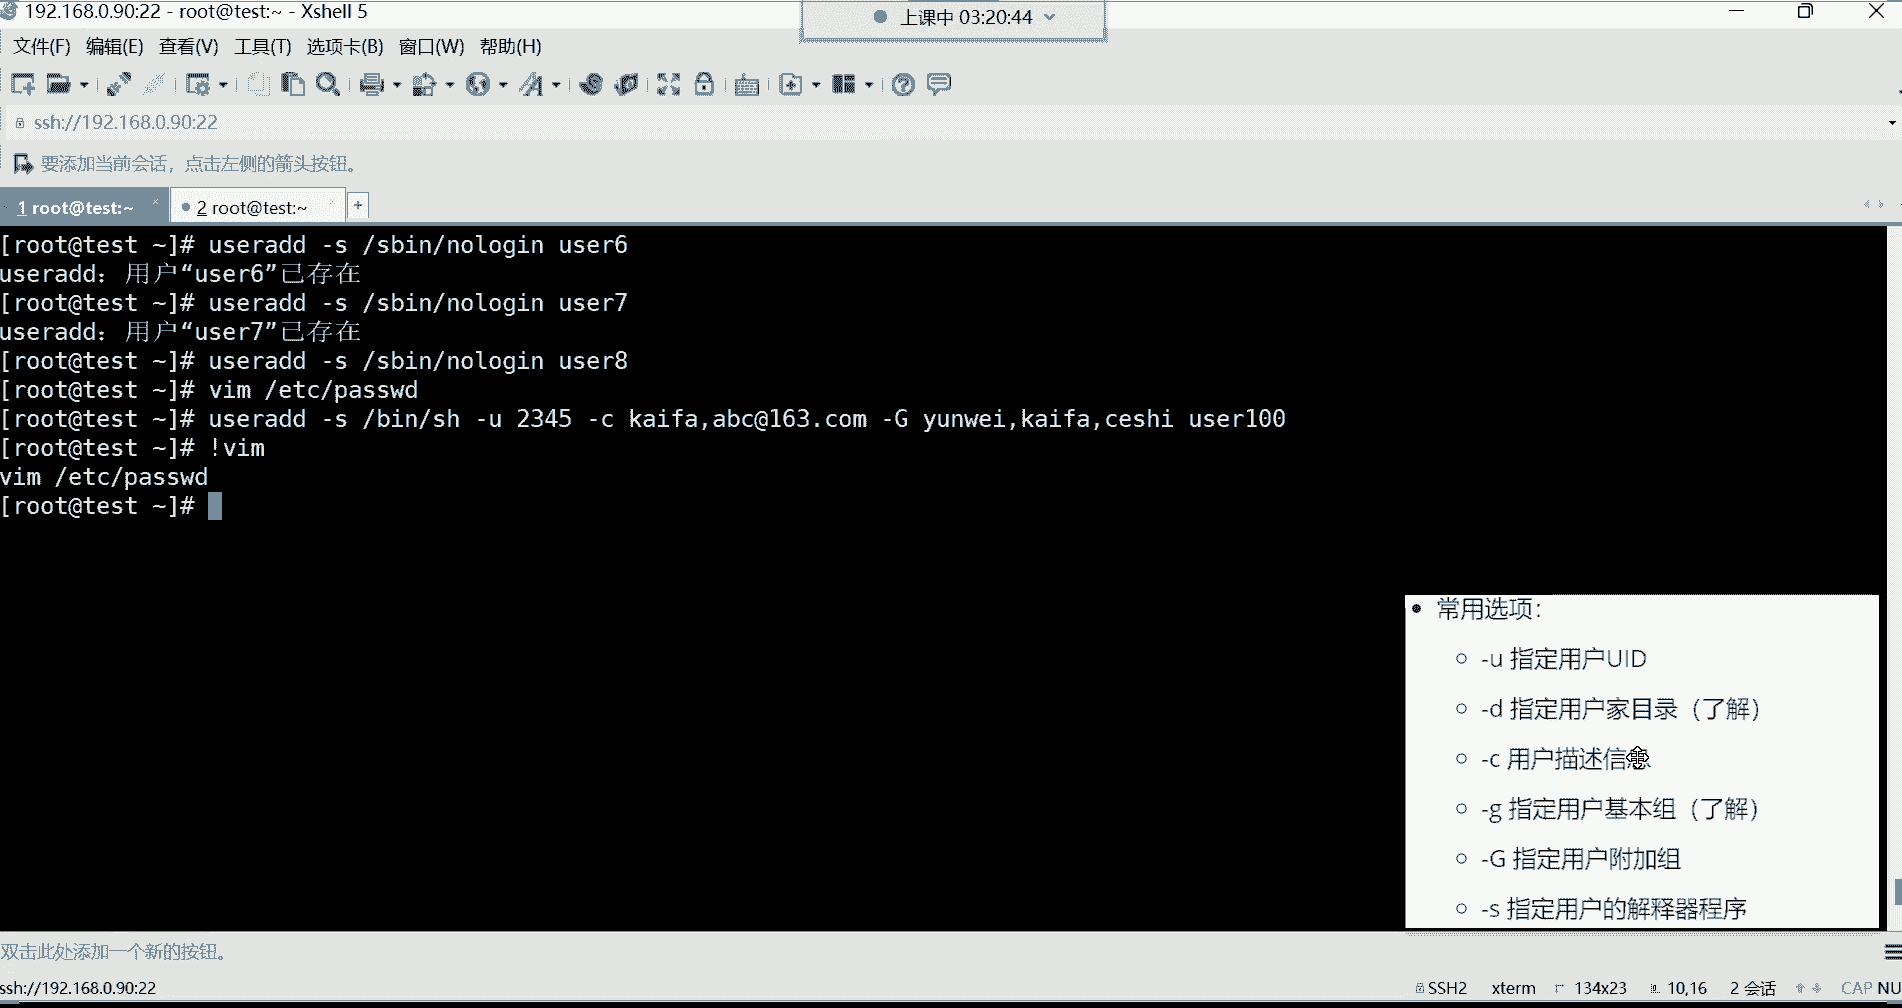 192.168.0.90:22 - root@test:~ - Xshell 5
上课中 03:20:44
文件(F) 编辑(E) 查看(V) 工具(T) 选项卡(B) 窗口(W) 帮助(H)
ssh://192.168.0.90:22
要添加当前会话，点击左侧的箭头按钮。
1 root@test:~ × 2 root@test:~ × +
[root@test ~]# useradd -s /sbin/nologin user6
useradd：用户“user6”已存在
[root@test ~]# useradd -s /sbin/nologin user7
useradd：用户“user7”已存在
[root@test ~]# useradd -s /sbin/nologin user8
[root@test ~]# vim /etc/passwd
[root@test ~]# useradd -s /bin/sh -u 2345 -c kaifa,abc@163.com -G yunwei,kaifa,ceshi user100
[root@test ~]# !vim
vim /etc/passwd
[root@test ~]#
• 常用选项：
○ -u 指定用户UID
○ -d 指定用户家目录（了解）
○ -c 用户描述信息
○ -g 指定用户基本组（了解）
○ -G 指定用户附加组
○ -s 指定用户的解释器程序
双击此处添加一个新的按钮。
ssh://192.168.0.90:22 SSH2 xterm 134x23 10,16 2 会话 CAP NU